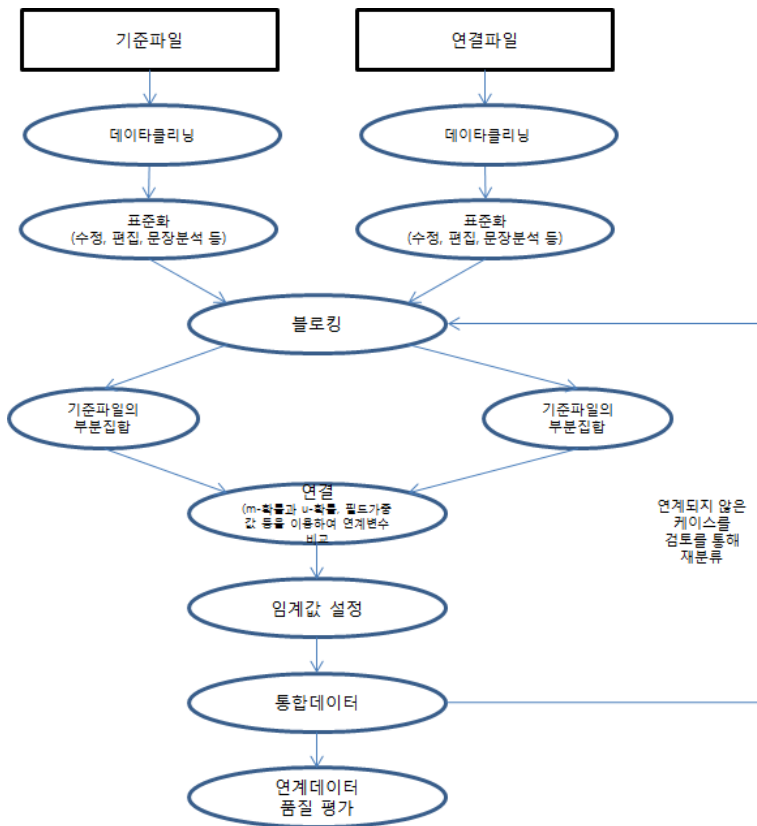 기준파일
연결파일
데이타클리닝
데이타클리닝
표준화
(수정, 편집, 문장분석 등)
표준화
(수정, 편집, 문장분석 등)
블로킹
기준파일의
부분집합
기준파일의
부분집합
연결
(m-확률과 u-확률, 필드가중
값 등을 이용하여 연계변수
비교
연계되지 않은
케이스를
검토를 통해
재분류
임계값 설정
통합데이터
연계데이터
품질 평가